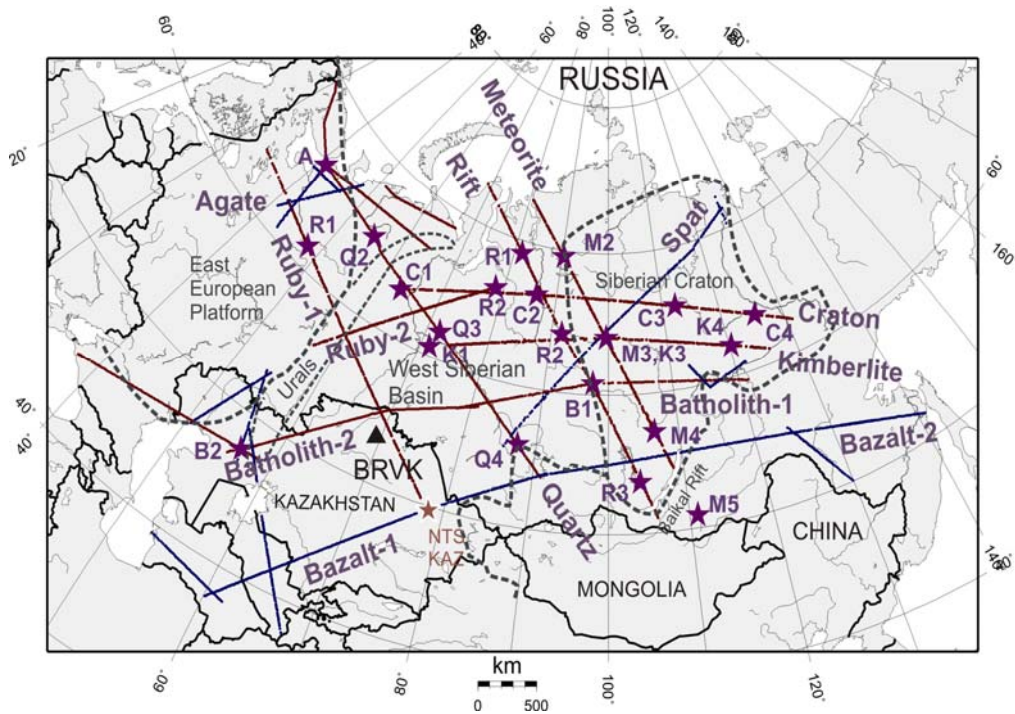 60°
40°
60°
80°
100°
120°
140°
RUSSIA
20°
60°
160°
A
Agate
R1
Q2
C1
Ruby-1
Rift
Meteorite
M2
Spat
R1
R2
C2
Siberian Craton
C3
K4
C4
Craton
East
European
Platform
Urals
Ruby-2
Q3
K1
West Siberian
Basin
R2
M3,K3
Kimberlite
B1
Batholith-1
M4
Bazalt-2
40°
40°
B2
Batholith-2
BRVK
Q4
Quartz
R3
Baikal Rift
M5
KAZAKHSTAN
NTS
KAZ
Bazalt-1
MONGOLIA
CHINA
60°
80°
100°
120°
km
0
500